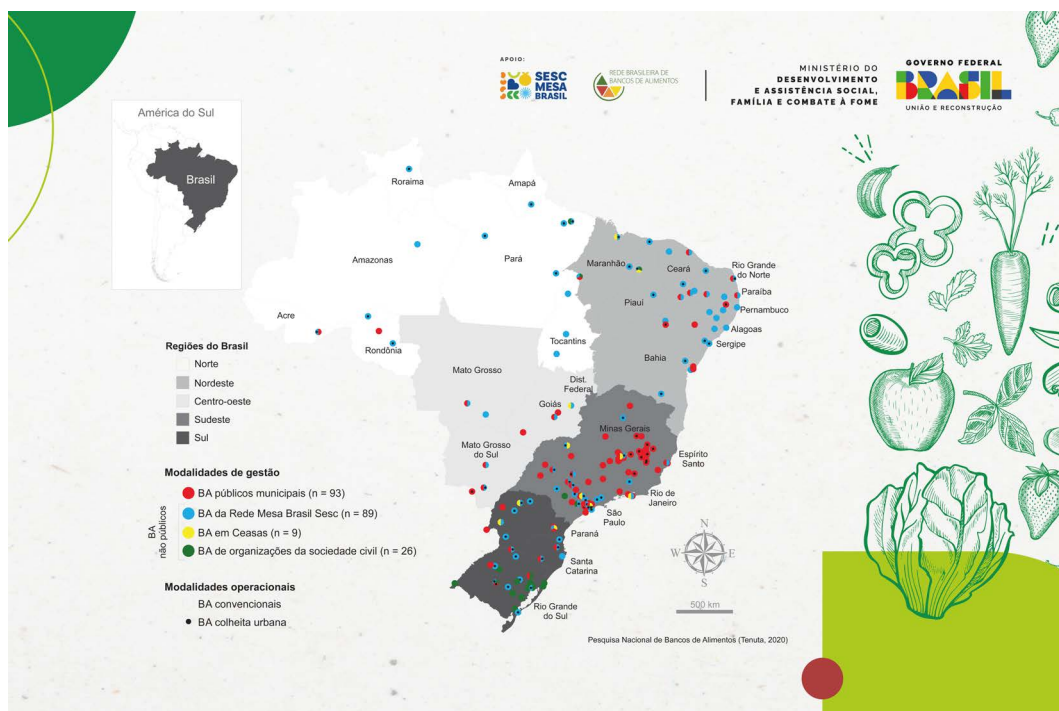 APOIO:
SESC
MESA
BRASIL
REDE BRASILEIRA DE
BANCOS DE ALIMENTOS
MINISTÉRIO DO
DESENVOLVIMENTO
E ASSISTÊNCIA SOCIAL,
FAMÍLIA E COMBATE À FOME
GOVERNO FEDERAL
BRASIL
UNIÃO E RECONSTRUÇÃO
América do Sul
Brasil
Roraima
Amapá
Amazonas
Pará
Maranhão
Ceará
Rio Grande
do Norte
Paraíba
Piauí
Pernambuco
Alagoas
Sergipe
Acre
Rondônia
Tocantins
Bahia
Mato Grosso
Dist.
Federal
Goiás
Minas Gerais
Mato Grosso
do Sul
Espírito
Santo
Rio de
Janeiro
São
Paulo
Paraná
Santa
Catarina
Rio Grande
do Sul
Regiões do Brasil
Norte
Nordeste
Centro-oeste
Sudeste
Sul
Modalidades de gestão
BA públicos municipais (n = 93)
BA da Rede Mesa Brasil Sesc (n = 89)
BA em Ceasas (n = 9)
BA de organizações da sociedade civil (n = 26)
BA
não públicos
Modalidades operacionais
BA convencionais
BA colheita urbana
N
W
E
S
500 km
Pesquisa Nacional de Bancos de Alimentos (Tenuta, 2020)